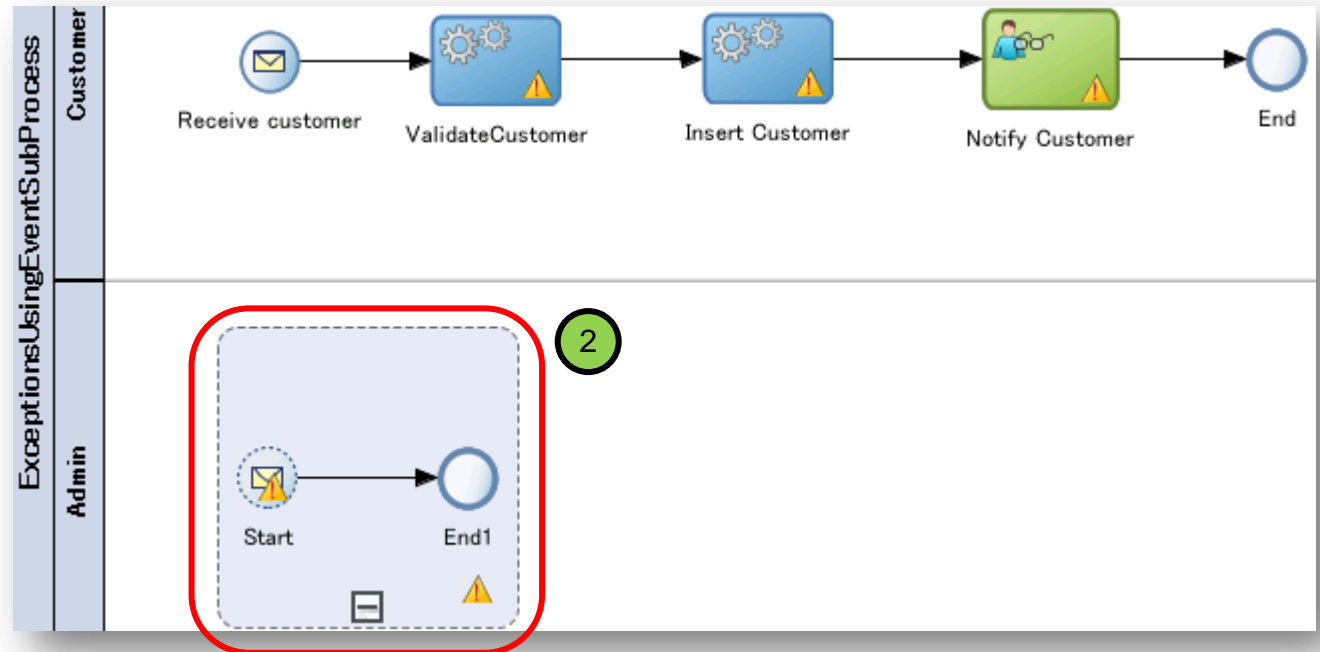 ExceptionsUsingEventSubProcess
Customer
Receive customer
ValidateCustomer
Insert Customer
Notify Customer
End
Admin
2
Start
End1